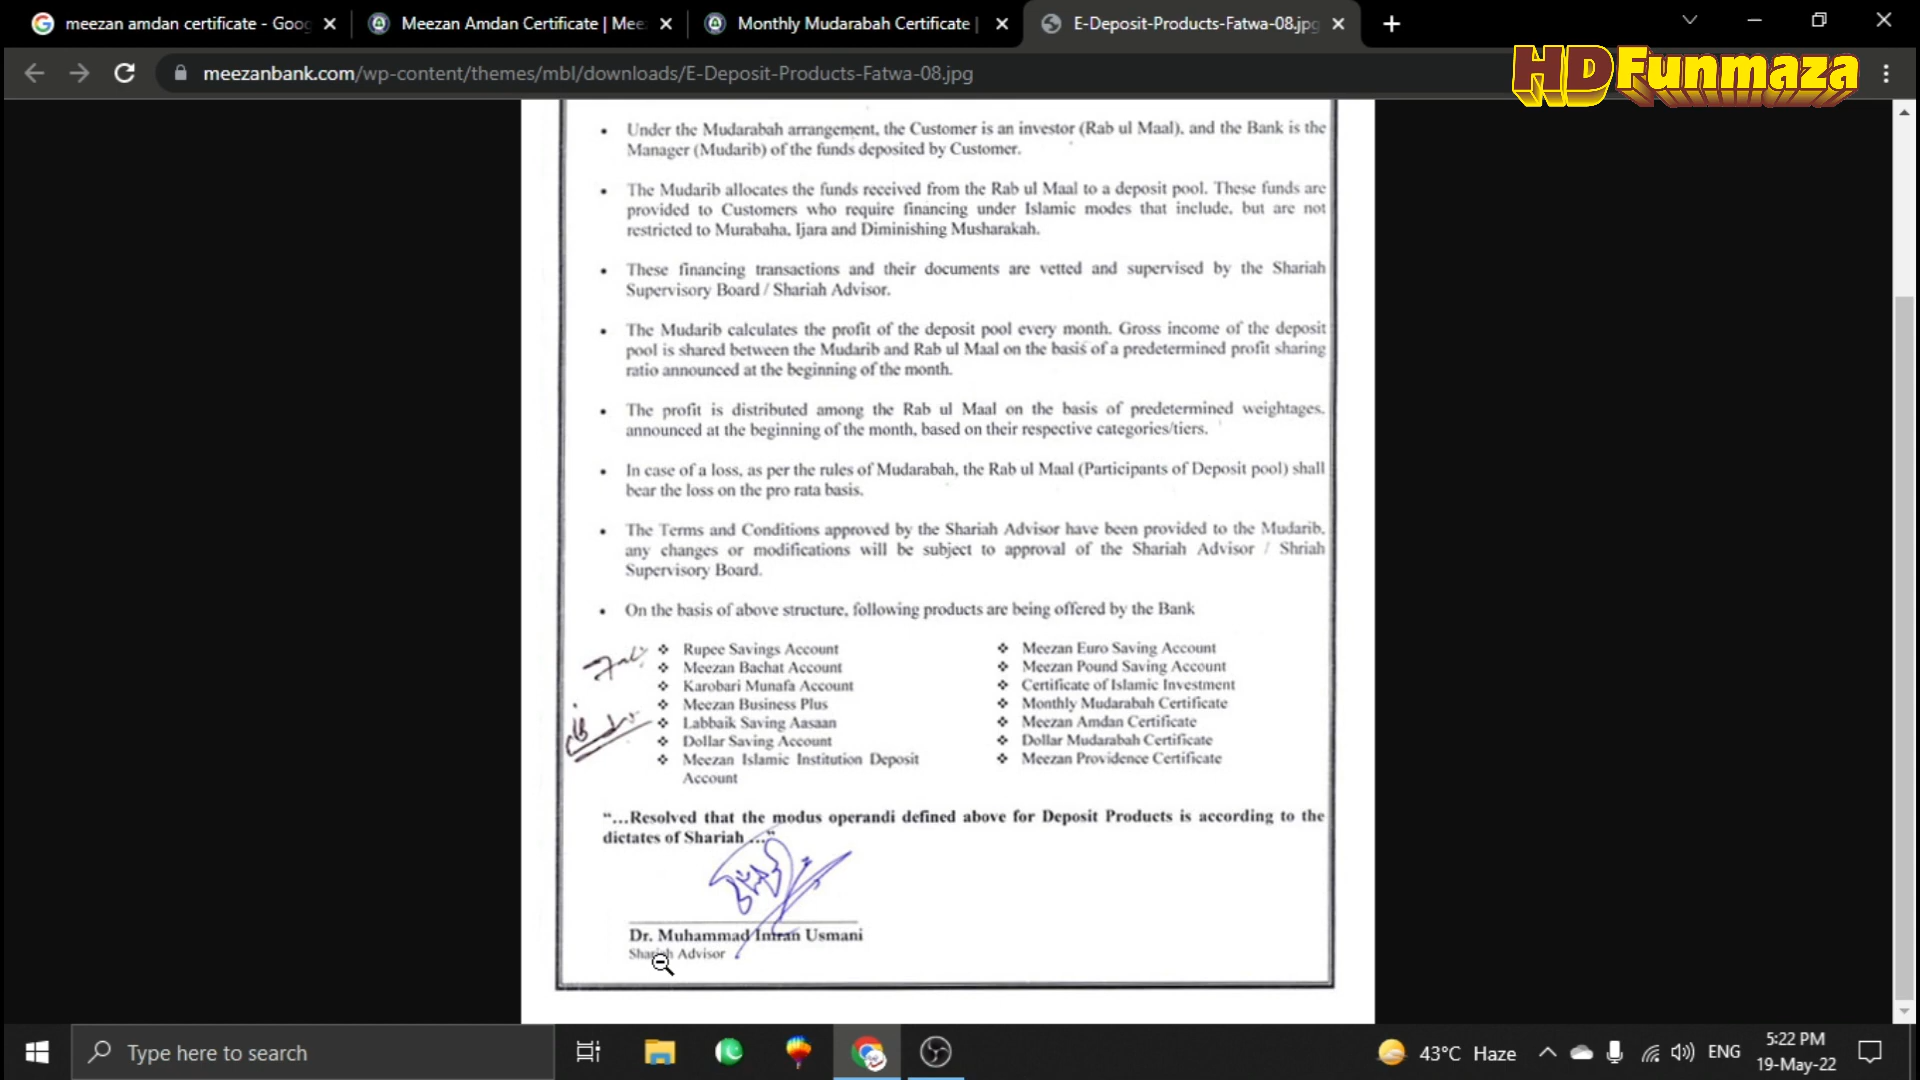 meezan amdan certificate - Goog
Meezan Amdan Certificate | Mee
Monthly Mudarabah Certificate |
E-Deposit-Products-Fatwa-08.jpg
meezanbank.com/wp-content/themes/mbl/downloads/E-Deposit-Products-Fatwa-08.jpg
HDFunmaza
• Under the Mudarabah arrangement, the Customer is an investor (Rab ul Maal), and the Bank is the
Manager (Mudarib) of the funds deposited by Customer.
• The Mudarib allocates the funds received from the Rab ul Maal to a deposit pool. These funds are
provided to Customers who require financing under Islamic modes that include, but are not
restricted to Murabaha, Ijara and Diminishing Musharakah.
• These financing transactions and their documents are vetted and supervised by the Shariah
Supervisory Board / Shariah Advisor.
• The Mudarib calculates the profit of the deposit pool every month. Gross income of the deposit
pool is shared between the Mudarib and Rab ul Maal on the basis of a predetermined profit sharing
ratio announced at the beginning of the month.
• The profit is distributed among the Rab ul Maal on the basis of predetermined weightages,
announced at the beginning of the month, based on their respective categories/tiers.
• In case of a loss, as per the rules of Mudarabah, the Rab ul Maal (Participants of Deposit pool) shall
bear the loss on the pro rata basis.
• The Terms and Conditions approved by the Shariah Advisor have been provided to the Mudarib,
any changes or modifications will be subject to approval of the Shariah Advisor / Shriah
Supervisory Board.
• On the basis of above structure, following products are being offered by the Bank
❖ Rupee Savings Account
❖ Meezan Bachat Account
❖ Karobari Munafa Account
❖ Meezan Business Plus
❖ Labbaik Saving Aasaan
❖ Dollar Saving Account
❖ Meezan Islamic Institution Deposit
Account
❖ Meezan Euro Saving Account
❖ Meezan Pound Saving Account
❖ Certificate of Islamic Investment
❖ Monthly Mudarabah Certificate
❖ Meezan Amdan Certificate
❖ Dollar Mudarabah Certificate
❖ Meezan Providence Certificate
“…Resolved that the modus operandi defined above for Deposit Products is according to the
dictates of Shariah …”
Dr. Muhammad Imran Usmani
Shariah Advisor
Type here to search
43°C Haze
ENG
5:22 PM
19-May-22